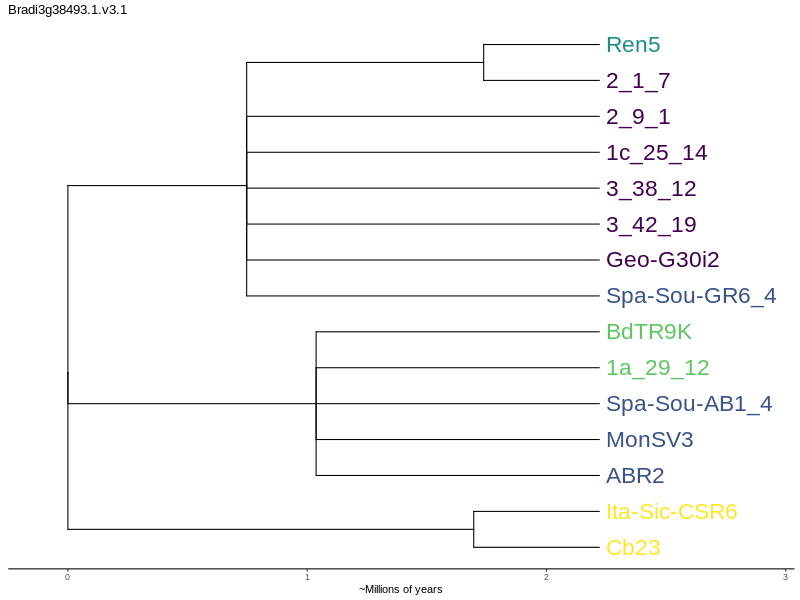 Bradi3g38493.1.v3.1
Ren5
2_1_7
2_9_1
1c_25_14
3_38_12
3_42_19
Geo-G30i2
Spa-Sou-GR6_4
BdTR9K
1a_29_12
Spa-Sou-AB1_4
MonSV3
ABR2
Ita-Sic-CSR6
Cb23
0 1 2 3
~Millions of years